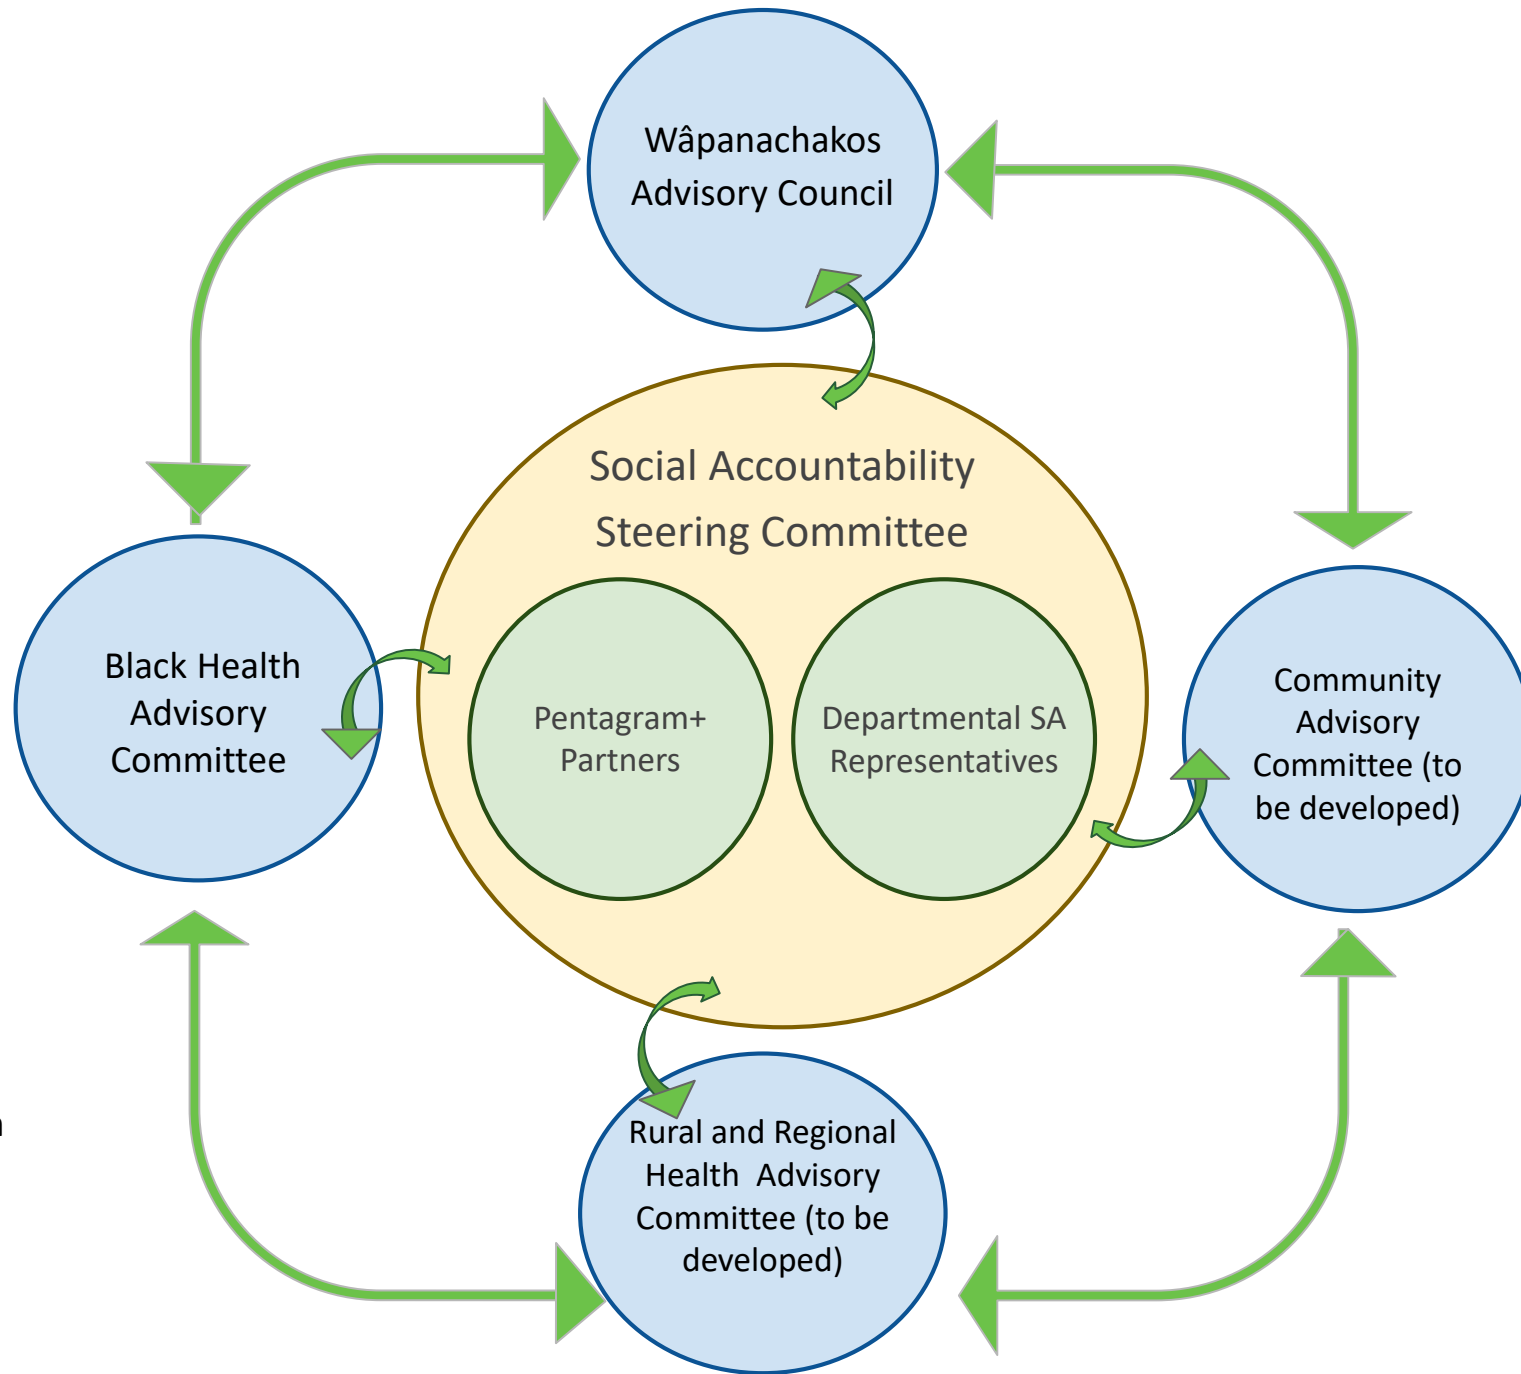 Wâpanachakos
Advisory Council
Social Accountability
Steering Committee
Black Health
Advisory
Committee
Pentagram+
Partners
Departmental SA
Representatives
Community
Advisory
Committee (to
be developed)
Rural and Regional
Health  Advisory
Committee (to be
developed)